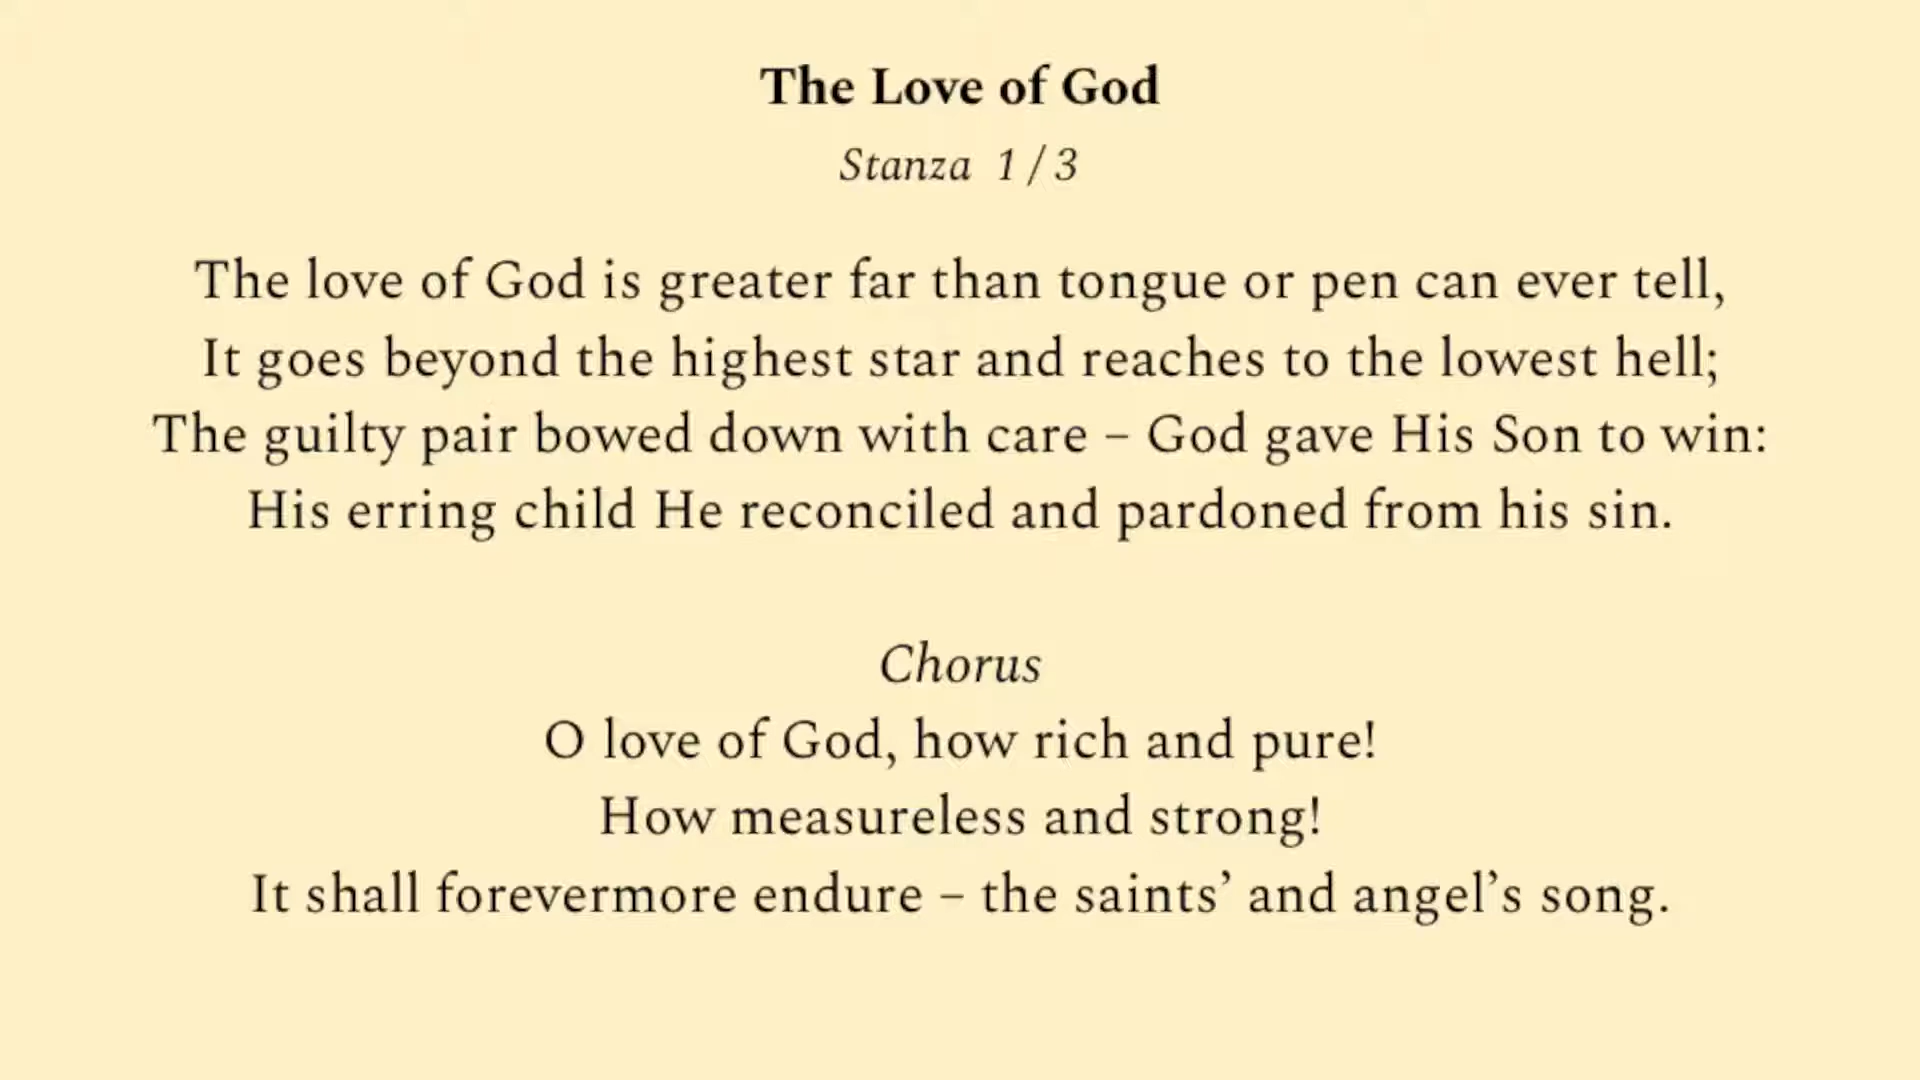 The Love of God
Stanza 1 / 3
The love of God is greater far than tongue or pen can ever tell,
It goes beyond the highest star and reaches to the lowest hell;
The guilty pair bowed down with care – God gave His Son to win:
His erring child He reconciled and pardoned from his sin.
Chorus
O love of God, how rich and pure!
How measureless and strong!
It shall forevermore endure – the saints’ and angel’s song.